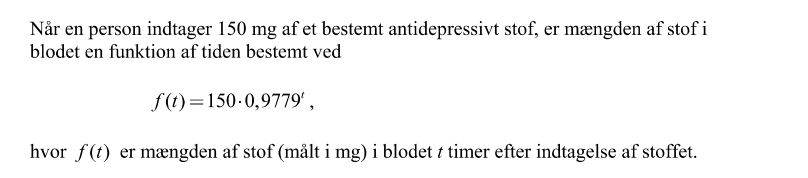 Når en person indtager 150 mg af et bestemt antidepressivt stof, er mængden af stof i
blodet en funktion af tiden bestemt ved
f(t)=150·0,9779^t ,
hvor f(t) er mængden af stof (målt i mg) i blodet t timer efter indtagelse af stoffet.